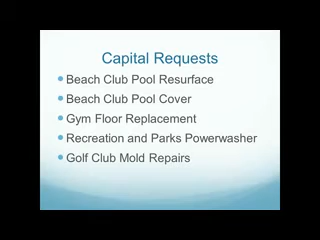 Capital Requests
Beach Club Pool Resurface
Beach Club Pool Cover
Gym Floor Replacement
Recreation and Parks Powerwasher
Golf Club Mold Repairs